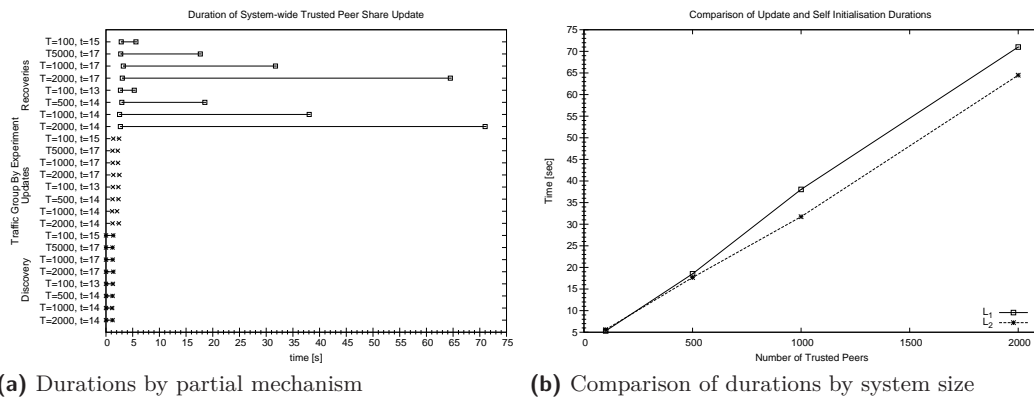 Duration of System-wide Trusted Peer Share Update
Traffic Group By Experiment
Recoveries
Updates
Discovery
T=100, t=15
T5000, t=17
T=1000, t=17
T=2000, t=17
T=100, t=13
T=500, t=14
T=1000, t=14
T=2000, t=14
T=100, t=15
T5000, t=17
T=1000, t=17
T=2000, t=17
T=100, t=13
T=500, t=14
T=1000, t=14
T=2000, t=14
T=100, t=15
T5000, t=17
T=1000, t=17
T=2000, t=17
T=100, t=13
T=500, t=14
T=1000, t=14
T=2000, t=14
0 5 10 15 20 25 30 35 40 45 50 55 60 65 70 75
time [s]
(a) Durations by partial mechanism
Comparison of Update and Self Initialisation Durations
Time [sec]
75
70
65
60
55
50
45
40
35
30
25
20
15
10
5
0 500 1000 1500 2000
Number of Trusted Peers
L1
L2
(b) Comparison of durations by system size